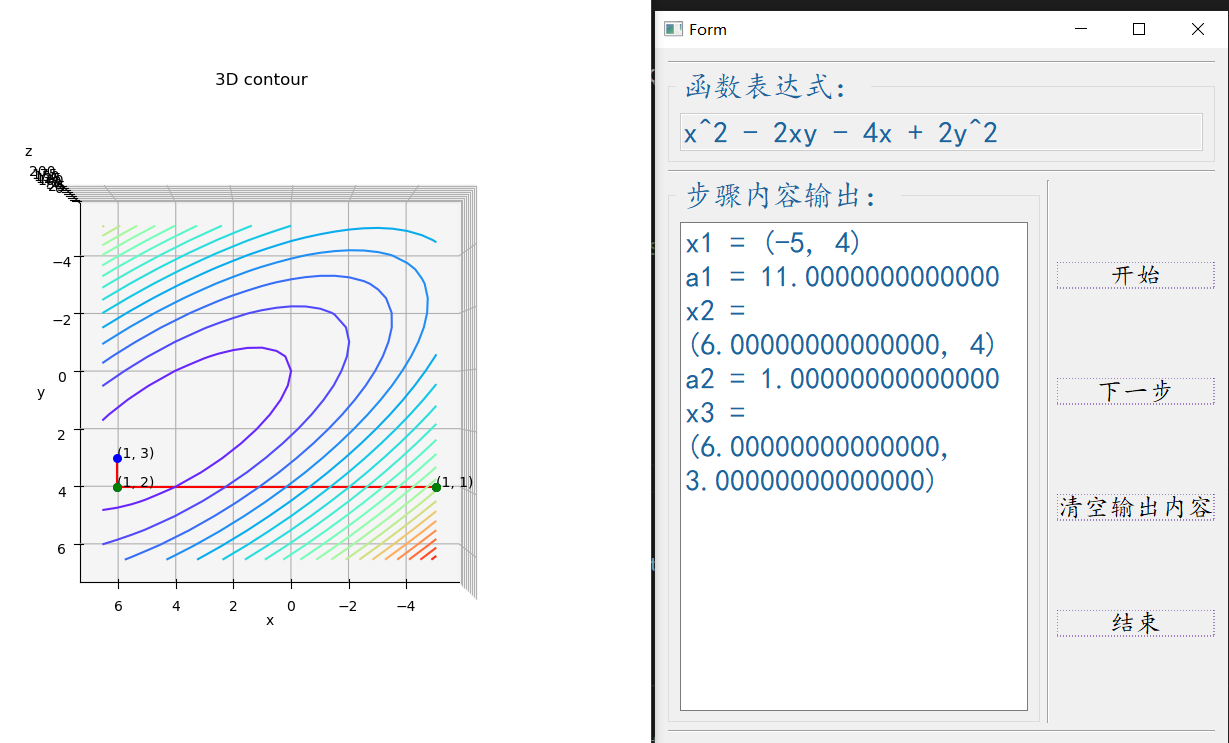 3D contour
z
200
−4
−2
0
y
2
4
6
(1, 3)
(1, 2)
(1, 1)
6
4
2
0
−2
−4
x
Form
函数表达式：
x^2 - 2xy - 4x + 2y^2
步骤内容输出：
x1 = (-5, 4)
a1 = 11.0000000000000
x2 =
(6.00000000000000, 4)
a2 = 1.00000000000000
x3 =
(6.00000000000000,
3.00000000000000)
开始
下一步
清空输出内容
结束